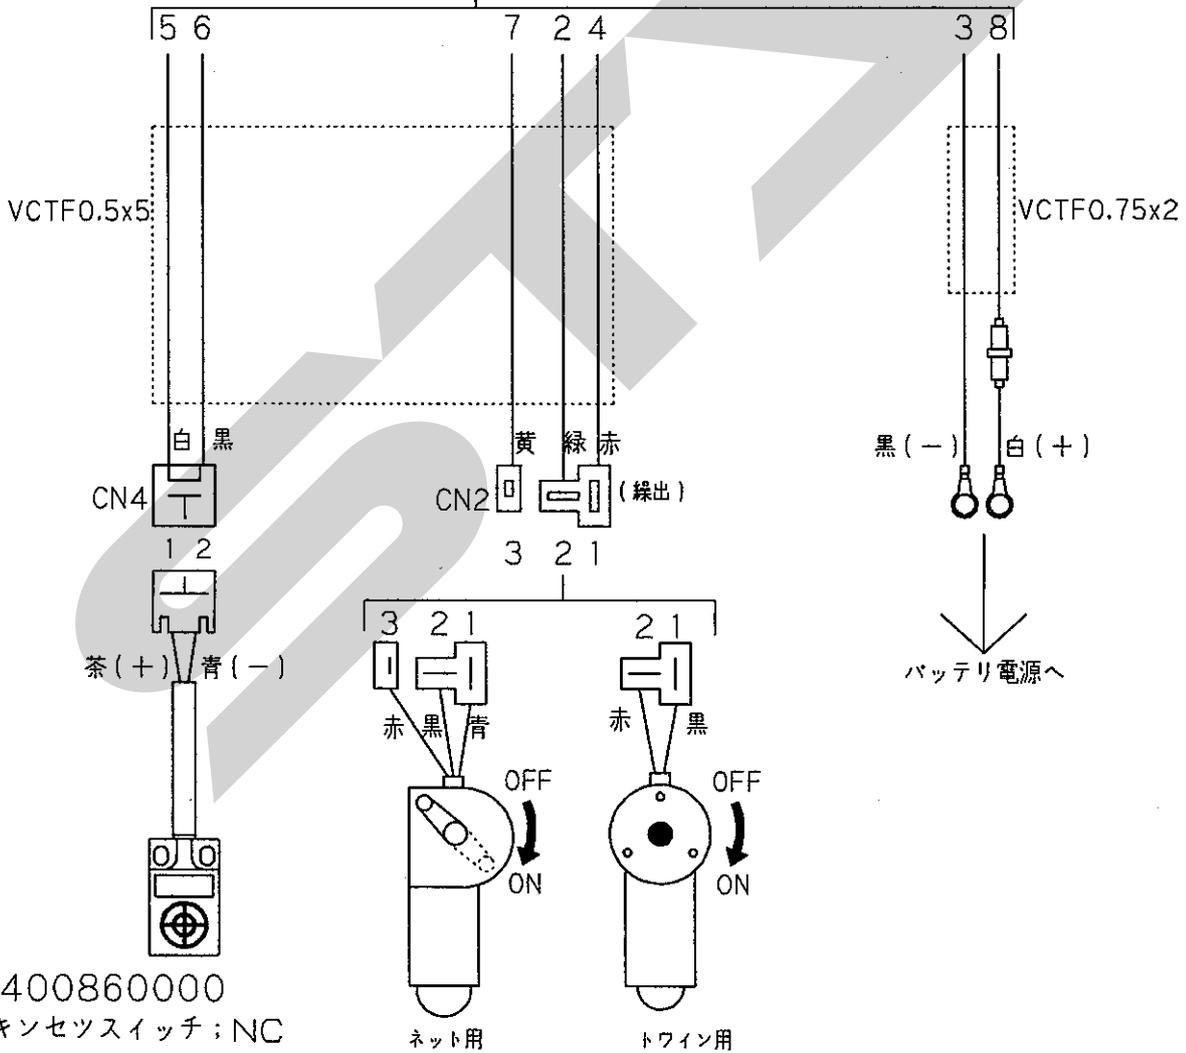 5 6 7 2 4 3 8
VCTF0.5x5 VCTF0.75x2
白 黒 黄 緑 赤 黒(-) 白(+)
CN4 CN2 (繰出)
1 2 3 2 1
3 2 1 2 1
茶(+) 青(-) バッテリ電源へ
赤 黒 青 赤 黒
OFF OFF
ON ON
400860000
キンセツスイッチ;NC
ネット用 トワイン用